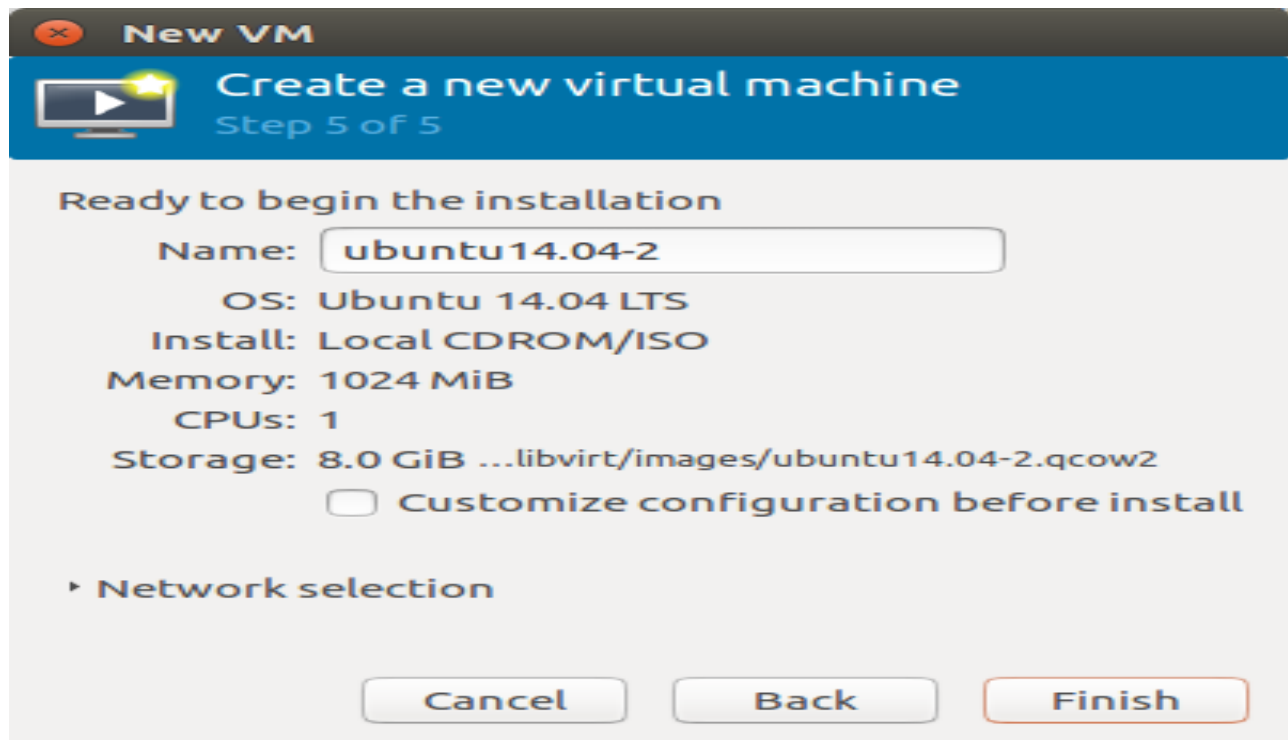 New VM
Create a new virtual machine
Step 5 of 5
Ready to begin the installation
Name: ubuntu14.04-2
OS: Ubuntu 14.04 LTS
Install: Local CDROM/ISO
Memory: 1024 MiB
CPUs: 1
Storage: 8.0 GiB ...libvirt/images/ubuntu14.04-2.qcow2
Customize configuration before install
Network selection
Cancel Back Finish